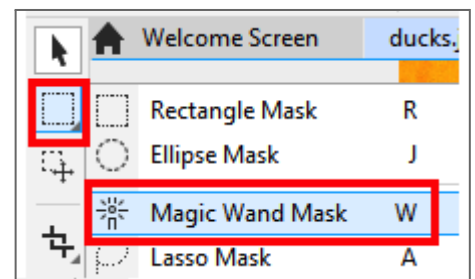 Welcome Screen ducks.
Rectangle Mask R
Ellipse Mask J
Magic Wand Mask W
Lasso Mask A